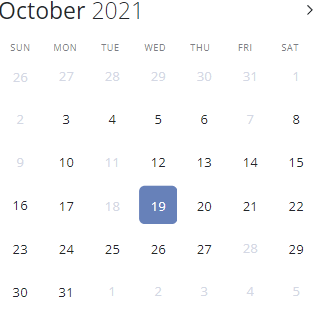 October 2021
SUN MON TUE WED THU FRI SAT
26 27 28 29 30 31 1
2 3 4 5 6 7 8
9 10 11 12 13 14 15
16 17 18 19 20 21 22
23 24 25 26 27 28 29
30 31 1 2 3 4 5